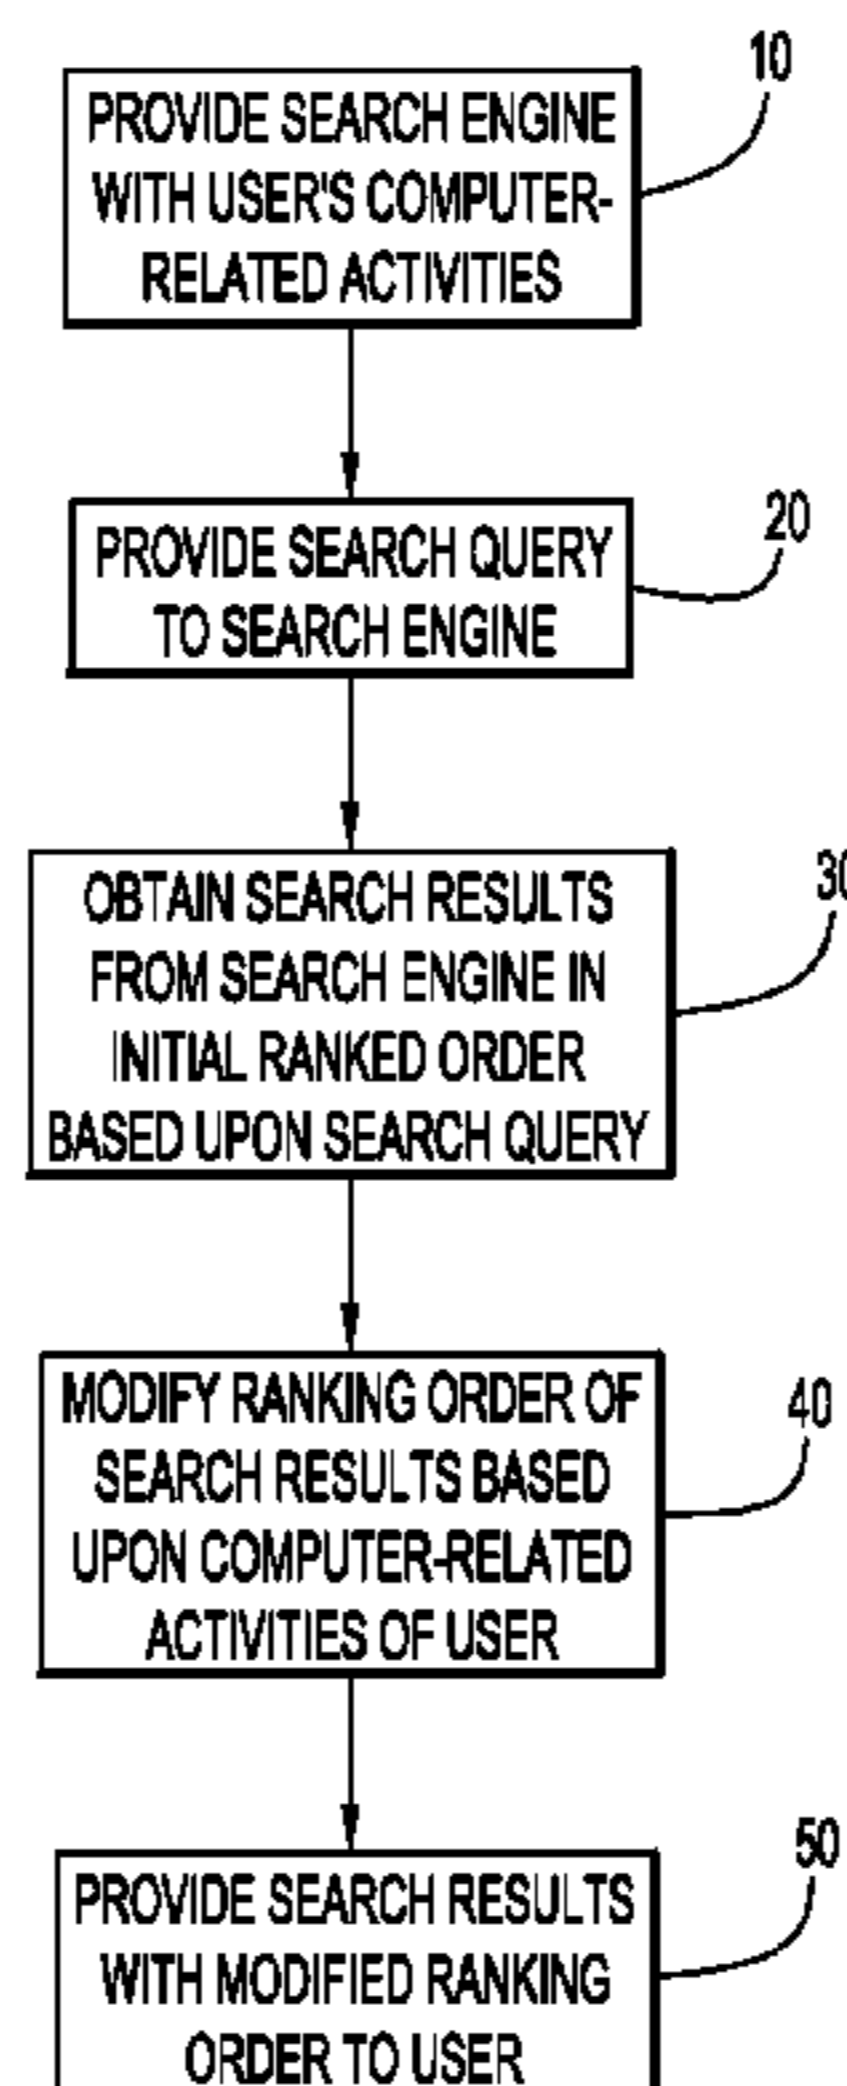 10
PROVIDE SEARCH ENGINE
WITH USER'S COMPUTER-
RELATED ACTIVITIES
20
PROVIDE SEARCH QUERY
TO SEARCH ENGINE
30
OBTAIN SEARCH RESULTS
FROM SEARCH ENGINE IN
INITIAL RANKED ORDER
BASED UPON SEARCH QUERY
40
MODIFY RANKING ORDER OF
SEARCH RESULTS BASED
UPON COMPUTER-RELATED
ACTIVITIES OF USER
50
PROVIDE SEARCH RESULTS
WITH MODIFIED RANKING
ORDER TO USER